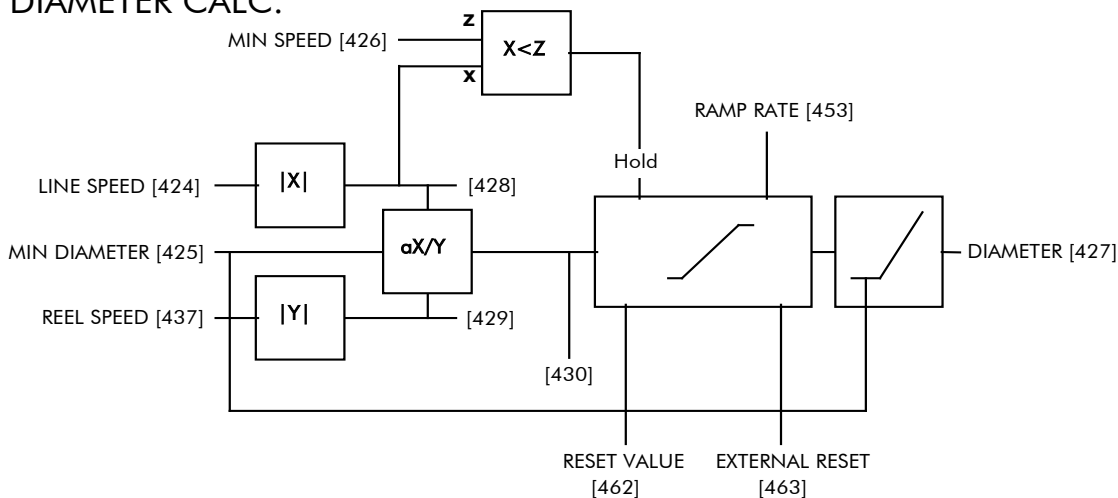 DIAMETER CALC.
MIN SPEED [426]
z
X<Z
x
RAMP RATE [453]
Hold
LINE SPEED [424]
|X|
[428]
MIN DIAMETER [425]
aX/Y
DIAMETER [427]
REEL SPEED [437]
|Y|
[429]
[430]
RESET VALUE
[462]
EXTERNAL RESET
[463]